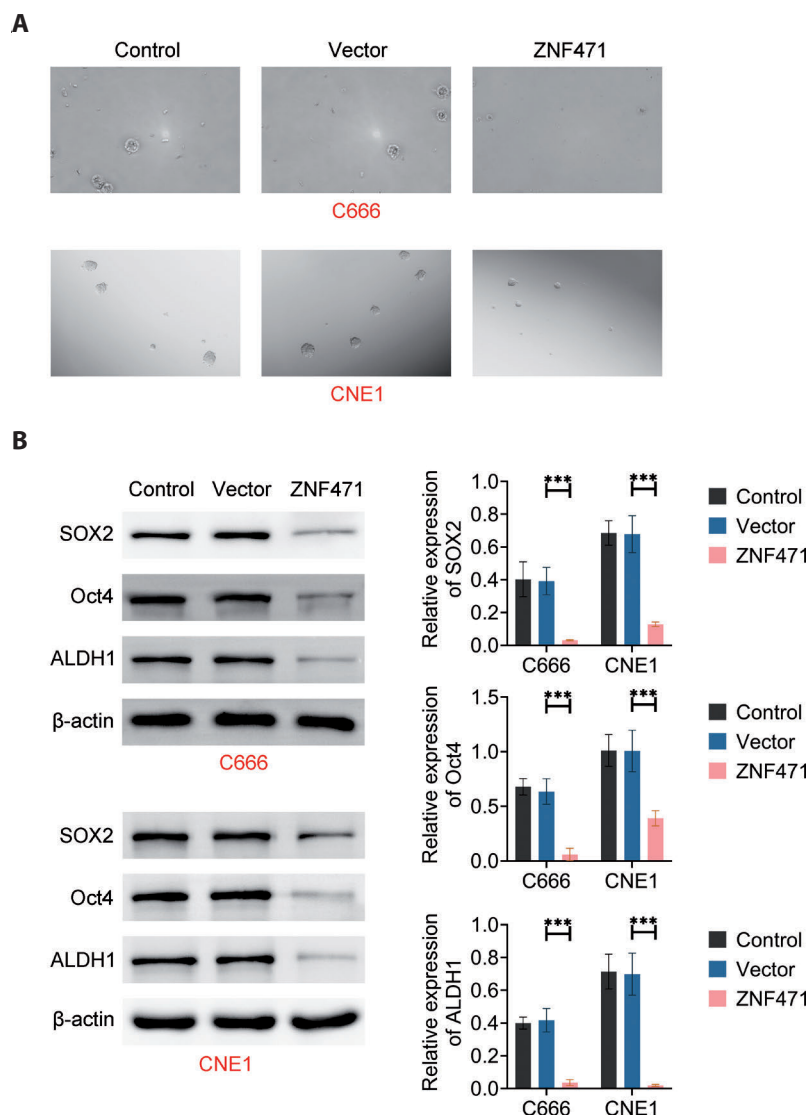 A
Control Vector ZNF471
C666
CNE1
B
Control Vector ZNF471
SOX2
Oct4
ALDH1
β-actin
C666
SOX2
Oct4
ALDH1
β-actin
CNE1
Relative expression
of SOX2
1.0
0.8
0.6
0.4
0.2
0.0
*** ***
C666 CNE1
Control
Vector
ZNF471
Relative expression
of Oct4
1.5
1.0
0.5
0.0
*** ***
C666 CNE1
Control
Vector
ZNF471
Relative expression
of ALDH1
1.0
0.8
0.6
0.4
0.2
0.0
*** ***
C666 CNE1
Control
Vector
ZNF471